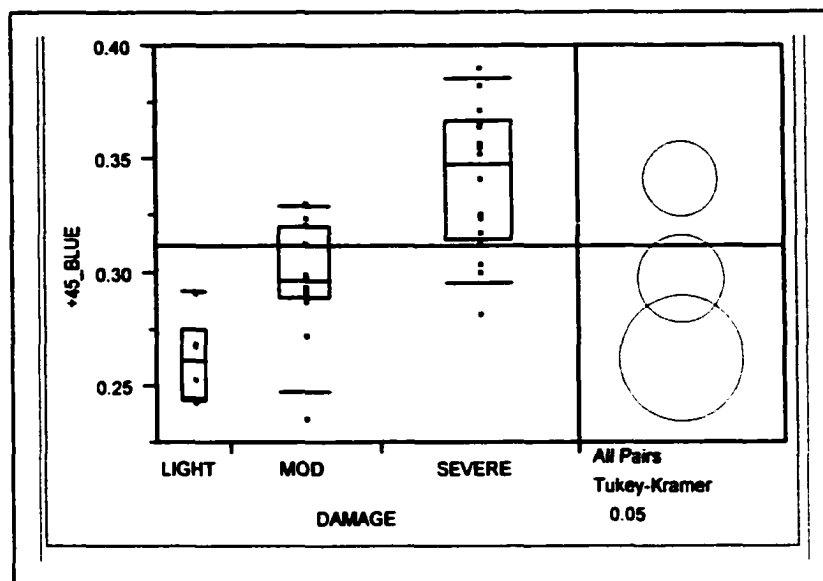 0.40
0.35
0.30
0.25
+45_BLUE
LIGHT MOD SEVERE
DAMAGE
All Pairs
Tukey-Kramer
0.05